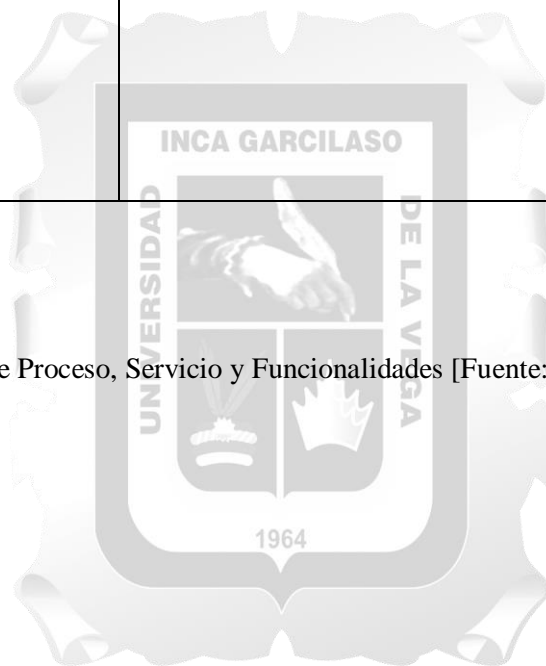 INCA GARCILASO
UNIVERSIDAD
DE LA VEGA
e Proceso, Servicio y Funcionalidades [Fuente:
1964